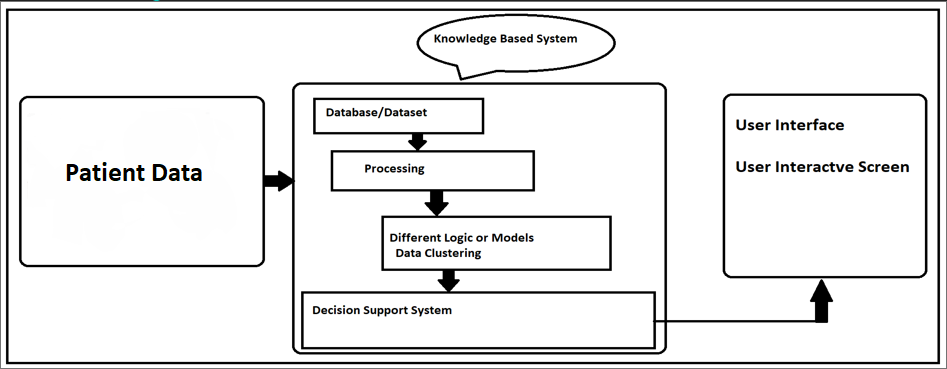 Knowledge Based System
Patient Data
Database/Dataset
Processing
Different Logic or Models
Data Clustering
Decision Support System
User Interface
User Interactve Screen